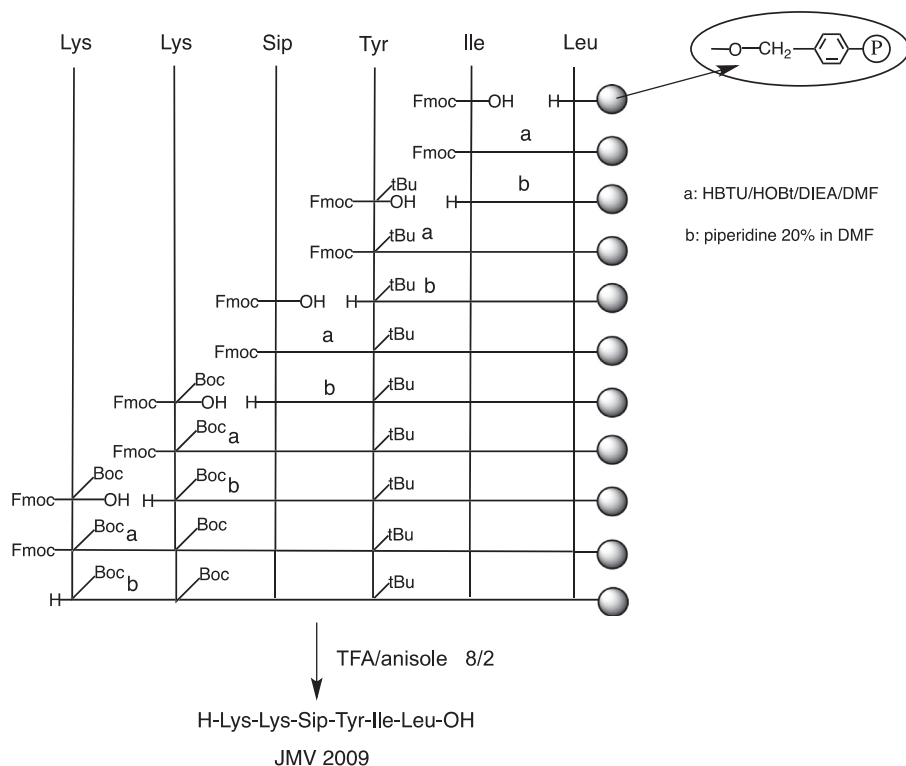 Lys Lys Sip Tyr Ile Leu
O CH2 P
Fmoc OH H
Fmoc a
Fmoc tBu OH H b
a: HBTU/HOBt/DIEA/DMF
b: piperidine 20% in DMF
Fmoc tBu a
Fmoc OH H tBu b
Fmoc a tBu
Fmoc Boc OH H b tBu
Fmoc Boc a tBu
Fmoc Boc OH H Boc b tBu
Fmoc Boc a Boc tBu
H Boc b Boc tBu
TFA/anisole 8/2
H-Lys-Lys-Sip-Tyr-Ile-Leu-OH
JMV 2009